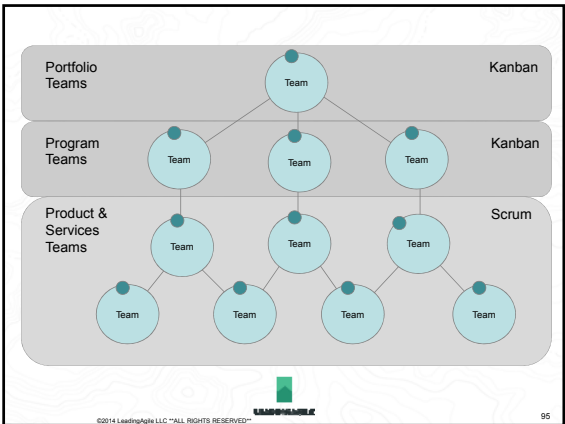 Portfolio
Teams
Team
Kanban
Program
Teams
Team
Team
Team
Kanban
Product &
Services
Teams
Team
Team
Team
Scrum
Team
Team
Team
Team
LEADINGAGILE
©2014 LeadingAgile LLC **ALL RIGHTS RESERVED**
95